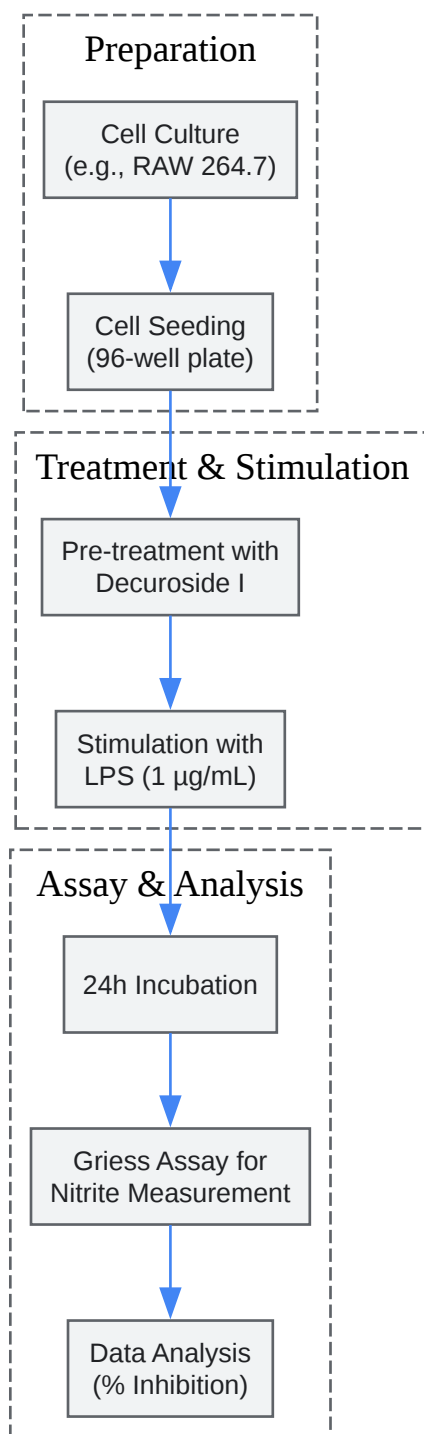 Preparation
Cell Culture
(e.g., RAW 264.7)
Cell Seeding
(96-well plate)
Treatment & Stimulation
Pre-treatment with
Decuroside I
Stimulation with
LPS (1 µg/mL)
Assay & Analysis
24h Incubation
Griess Assay for
Nitrite Measurement
Data Analysis
(% Inhibition)